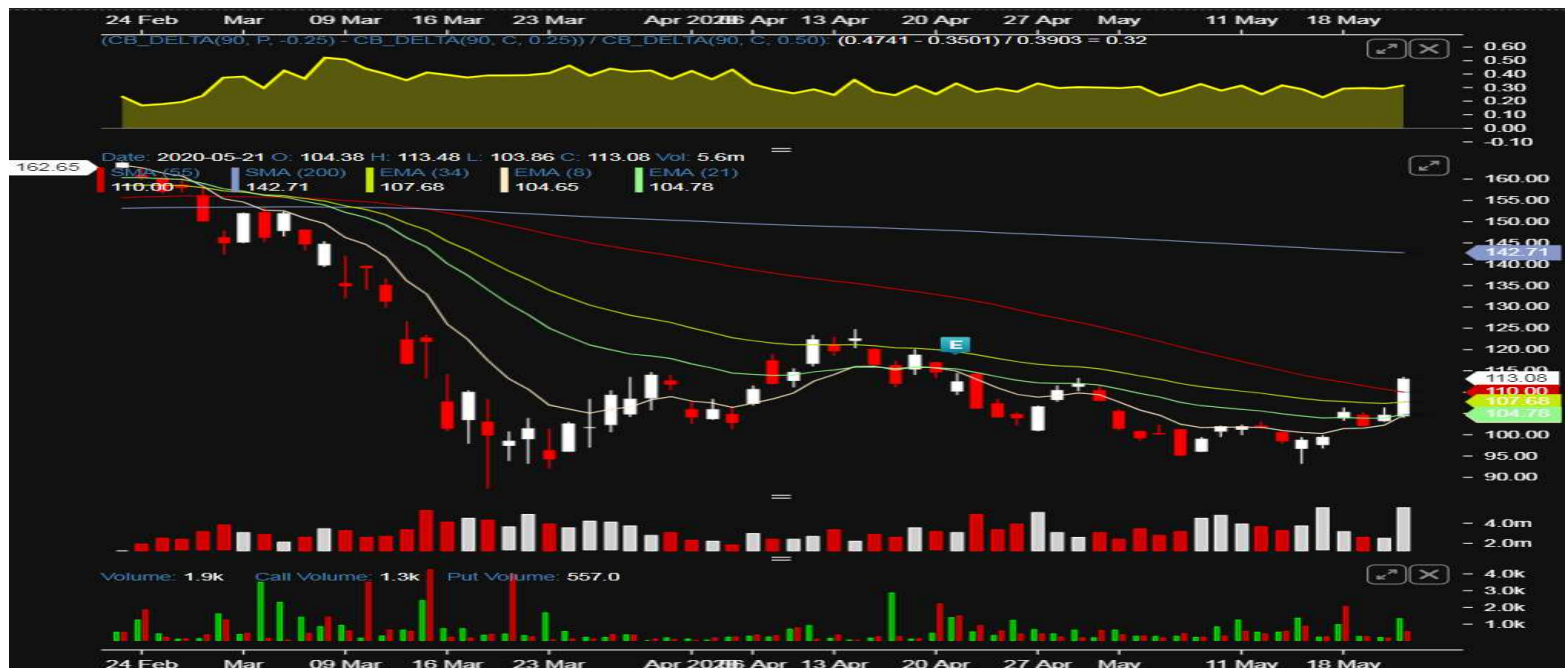 24 Feb Mar 09 Mar 16 Mar 23 Mar Apr 2020 06 Apr 13 Apr 20 Apr 27 Apr May 11 May 18 May
(CB_DELTA(90, P, -0.25) - CB_DELTA(90, C, 0.25)) / CB_DELTA(90, C, 0.50): (0.4741 - 0.3501) / 0.3903 = 0.32
0.60
0.50
0.40
0.30
0.20
0.10
0.00
-0.10
Date: 2020-05-21 O: 104.38 H: 113.48 L: 103.86 C: 113.08 Vol: 5.6m
162.65
SMA (55) SMA (200) EMA (34) EMA (8) EMA (21)
110.00 142.71 107.68 104.65 104.78
160.00
155.00
150.00
145.00
142.71
140.00
135.00
130.00
125.00
120.00
E
115.00
113.08
110.00
107.68
104.78
100.00
95.00
90.00
4.0m
2.0m
Volume: 1.9k Call Volume: 1.3k Put Volume: 557.0
4.0k
3.0k
2.0k
1.0k
24 Feb Mar 09 Mar 16 Mar 23 Mar Apr 2020 06 Apr 13 Apr 20 Apr 27 Apr May 11 May 18 May